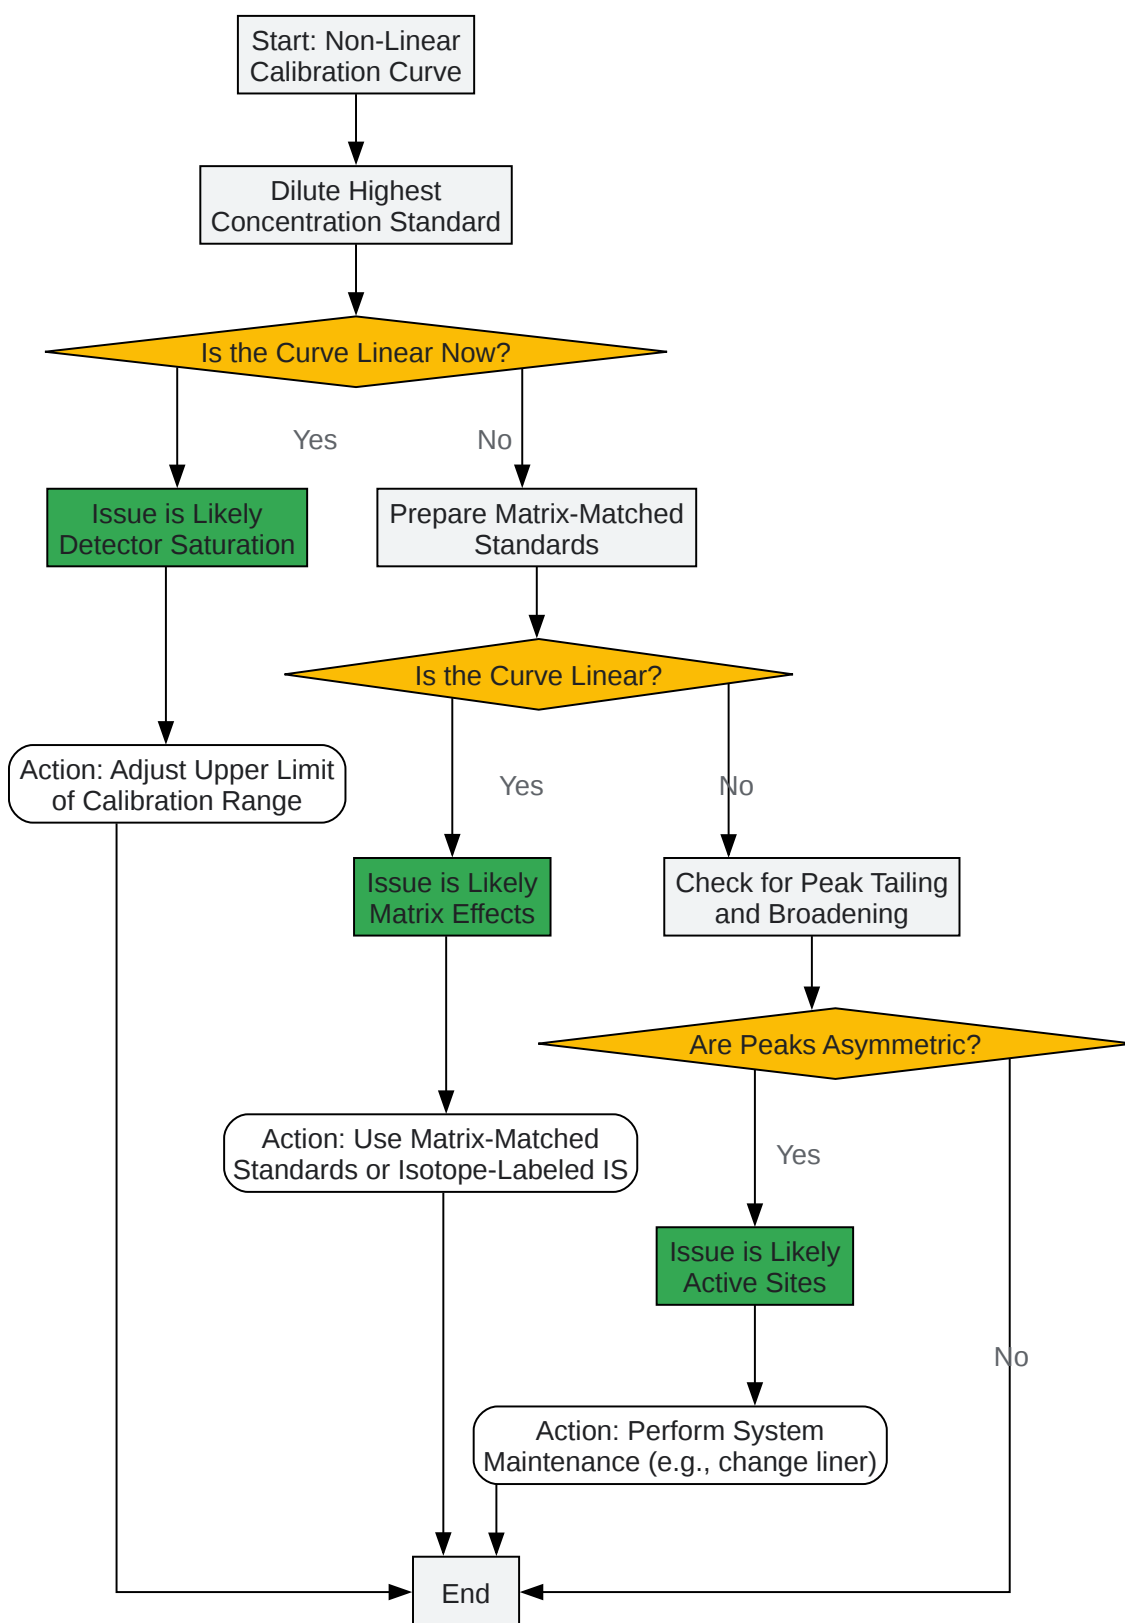 Start: Non-Linear
Calibration Curve
Dilute Highest
Concentration Standard
Is the Curve Linear Now?
Yes
No
Issue is Likely
Detector Saturation
Prepare Matrix-Matched
Standards
Is the Curve Linear?
Action: Adjust Upper Limit
of Calibration Range
Yes
No
Issue is Likely
Matrix Effects
Check for Peak Tailing
and Broadening
Are Peaks Asymmetric?
Action: Use Matrix-Matched
Standards or Isotope-Labeled IS
Yes
Issue is Likely
Active Sites
No
Action: Perform System
Maintenance (e.g., change liner)
End